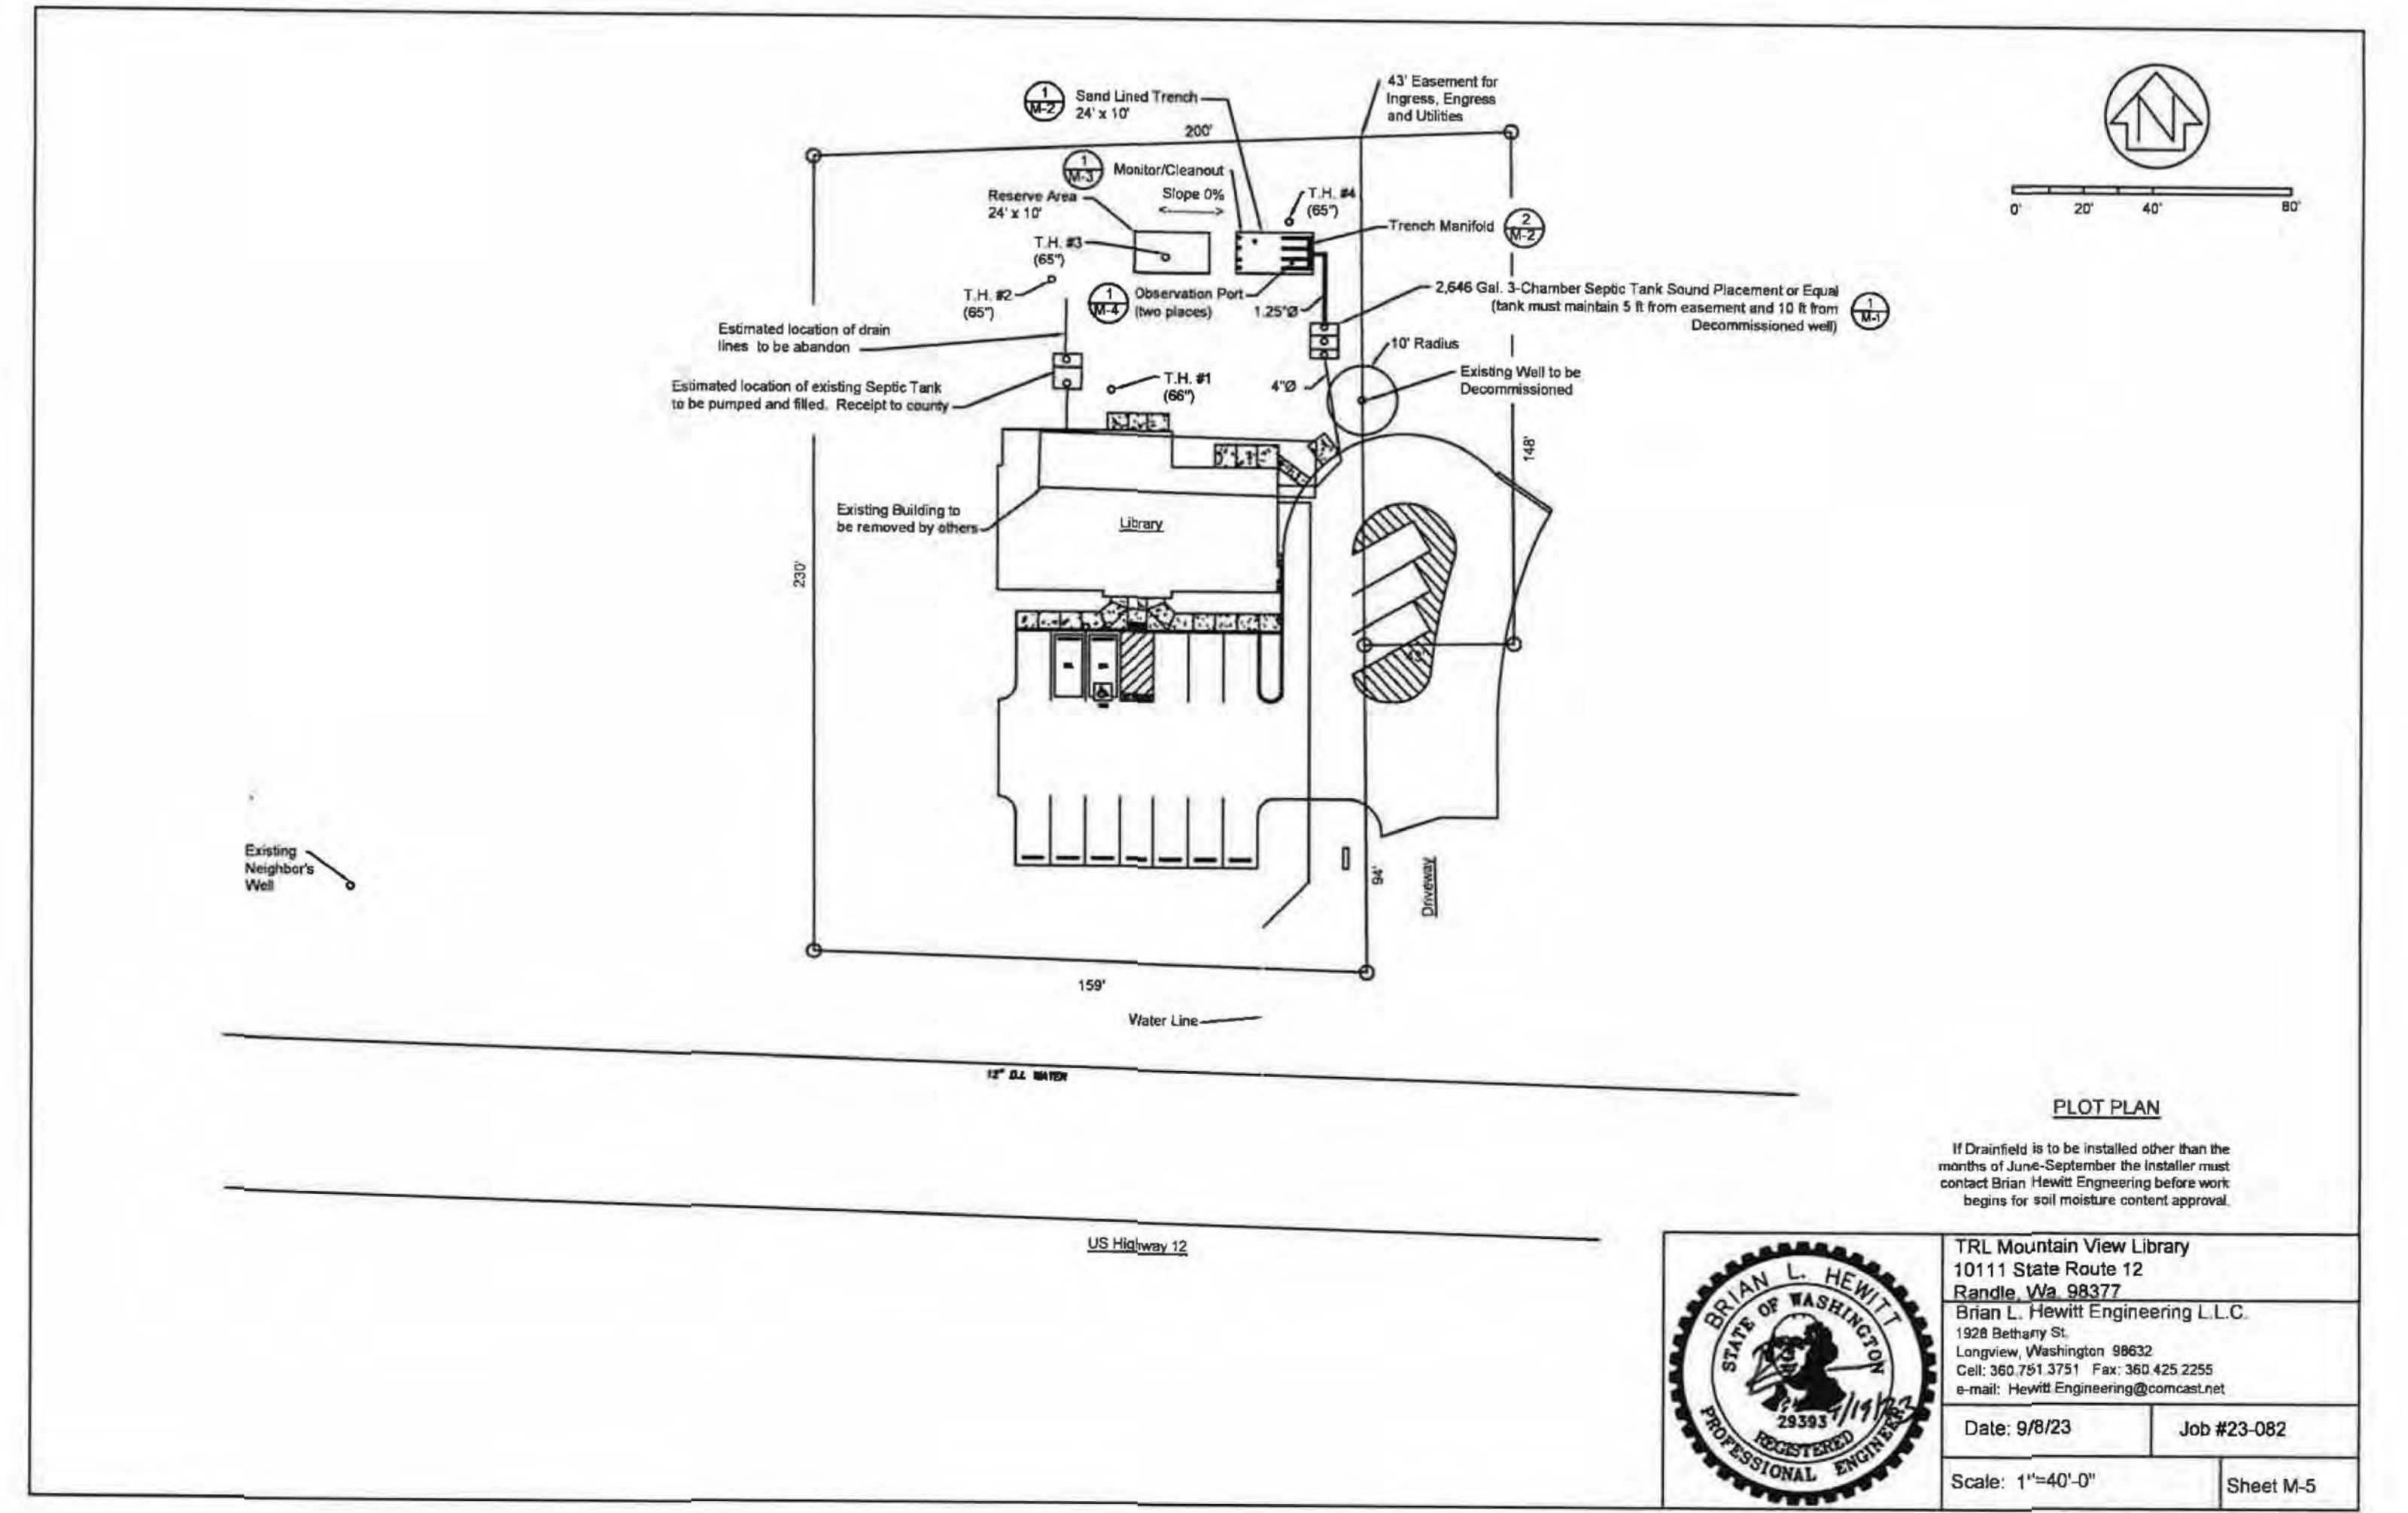 1
M-2
Sand Lined Trench
24' x 10'
43' Easement for
Ingress, Engress
and Utilities
200'
N
0' 20' 40' 80'
1
M-3
Monitor/Cleanout
Reserve Area
24' x 10'
Slope 0%
T.H. #4
(65")
Trench Manifold
2
M-2
T.H. #3
(65")
T.H. #2
(65")
1
M-4
Observation Port
(two places)
1.25"Ø
2,646 Gal. 3-Chamber Septic Tank Sound Placement or Equal
(tank must maintain 5 ft from easement and 10 ft from
Decommissioned well)
1
M-1
Estimated location of drain
lines to be abandon
10' Radius
Estimated location of existing Septic Tank
to be pumped and filled. Receipt to county
T.H. #1
(66")
4"Ø
Existing Well to be
Decommissioned
148'
Existing Building to
be removed by others
Library
230'
Existing
Neighbor's
Well
94'
Driveway
159'
Water Line
12" D.I. WATER
US Highway 12
PLOT PLAN
If Drainfield is to be installed other than the
months of June-September the installer must
contact Brian Hewitt Engneering before work
begins for soil moisture content approval.
BRIAN L. HEWITT
STATE OF WASHINGTON
29393
REGISTERED
PROFESSIONAL ENGINEER
TRL Mountain View Library
10111 State Route 12
Randle, Wa. 98377
Brian L. Hewitt Engineering L.L.C.
1928 Bethany St.
Longview, Washington 98632
Cell: 360.751.3751 Fax: 360.425.2255
e-mail: Hewitt.Engineering@comcast.net
Date: 9/8/23
Job #23-082
Scale: 1"=40'-0"
Sheet M-5